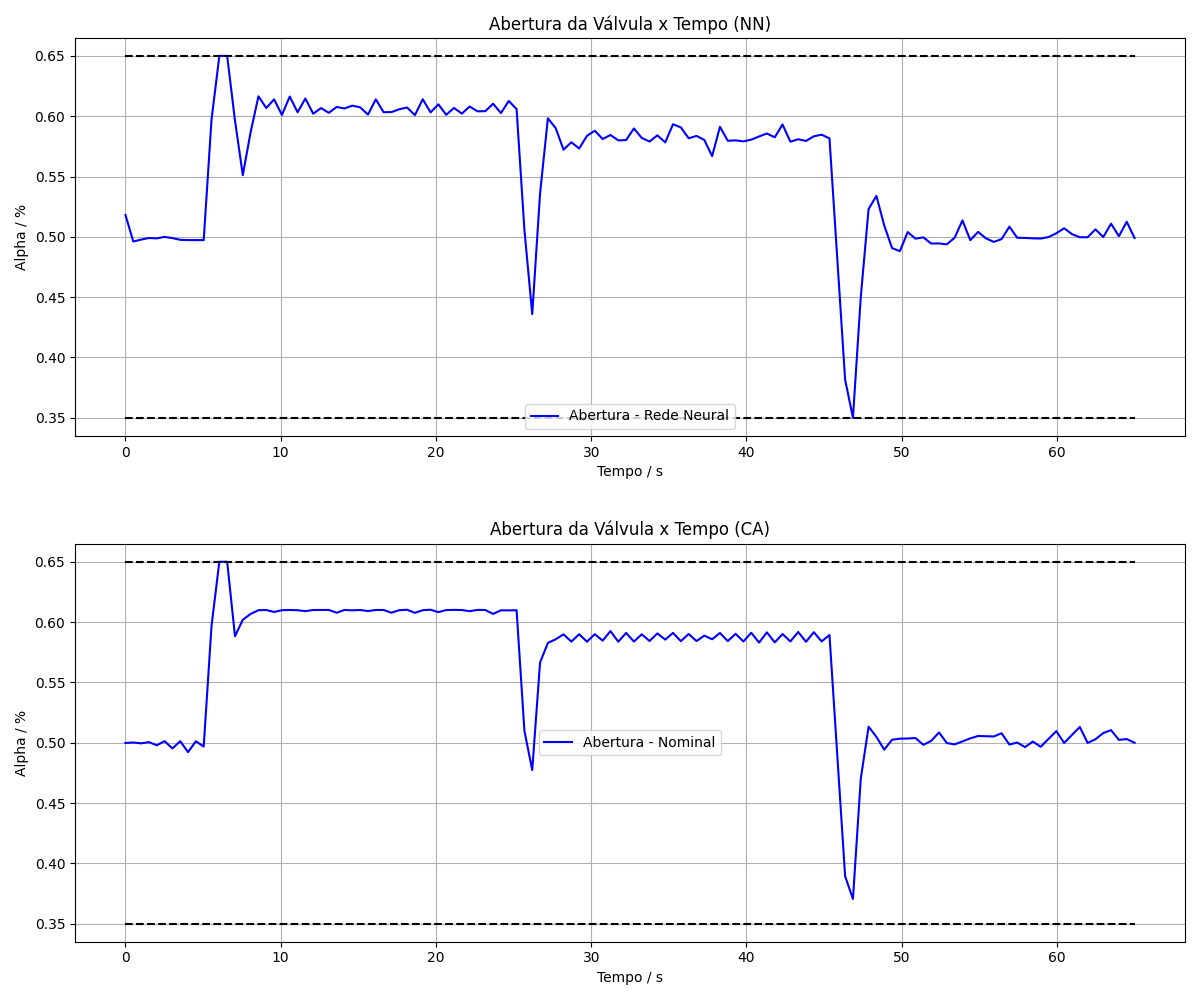 Abertura da Válvula x Tempo (NN)
Alpha / %
0.65
0.60
0.55
0.50
0.45
0.40
0.35
Abertura - Rede Neural
0 10 20 30 40 50 60
Tempo / s
Abertura da Válvula x Tempo (CA)
Alpha / %
0.65
0.60
0.55
0.50
0.45
0.40
0.35
Abertura - Nominal
0 10 20 30 40 50 60
Tempo / s